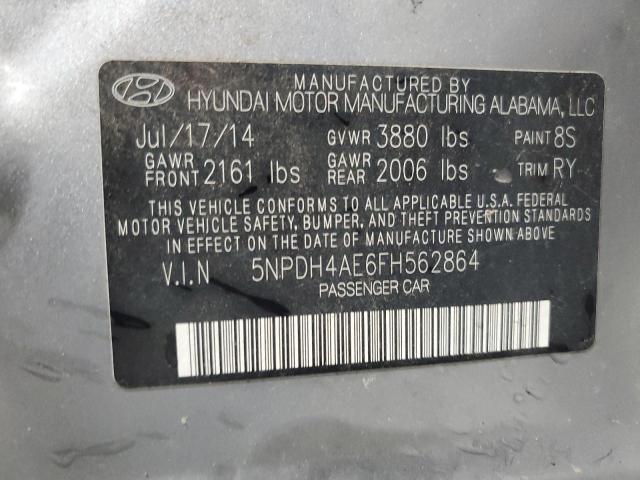 MANUFACTURED BY
HYUNDAI MOTOR MANUFACTURING ALABAMA, LLC
Jul/17/14 GVWR 3880 lbs PAINT 8S
GAWR FRONT 2161 lbs GAWR REAR 2006 lbs TRIM RY
THIS VEHICLE CONFORMS TO ALL APPLICABLE U.S.A. FEDERAL
MOTOR VEHICLE SAFETY, BUMPER, AND THEFT PREVENTION STANDARDS
IN EFFECT ON THE DATE OF MANUFACTURE SHOWN ABOVE
V.I.N 5NPDH4AE6FH562864
PASSENGER CAR